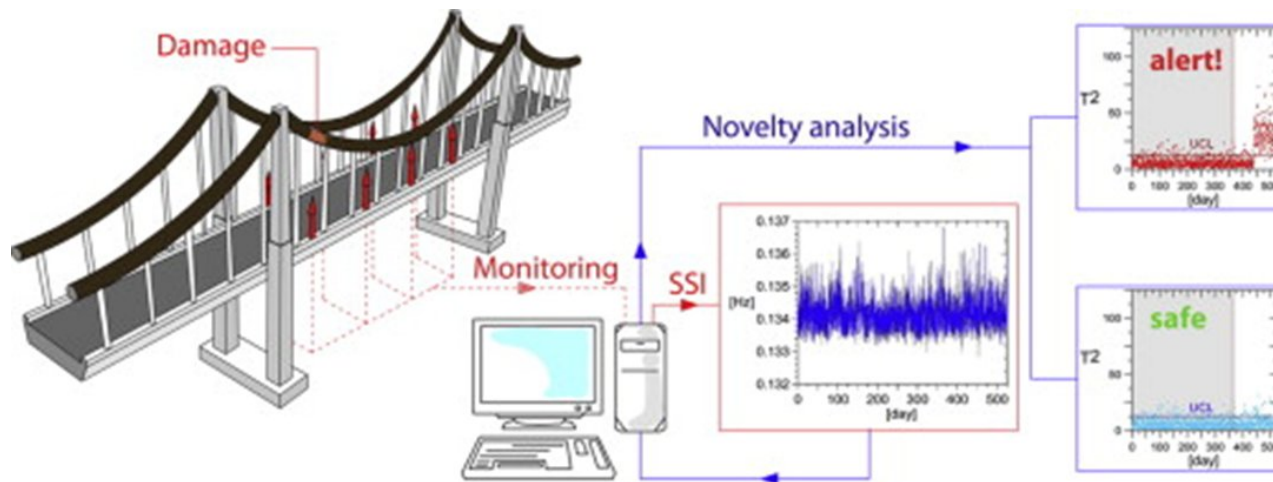 Damage
Monitoring
SSI
Novelty analysis
0.137
0.136
0.135
[Hz]
0.134
0.133
0.132
0 100 200 300 400 500
[day]
alert!
100
T2
50
UCL
0
0 100 200 300 400 50
[day]
safe
100
T2
50
UCL
0
0 100 200 300 400 50
[day]